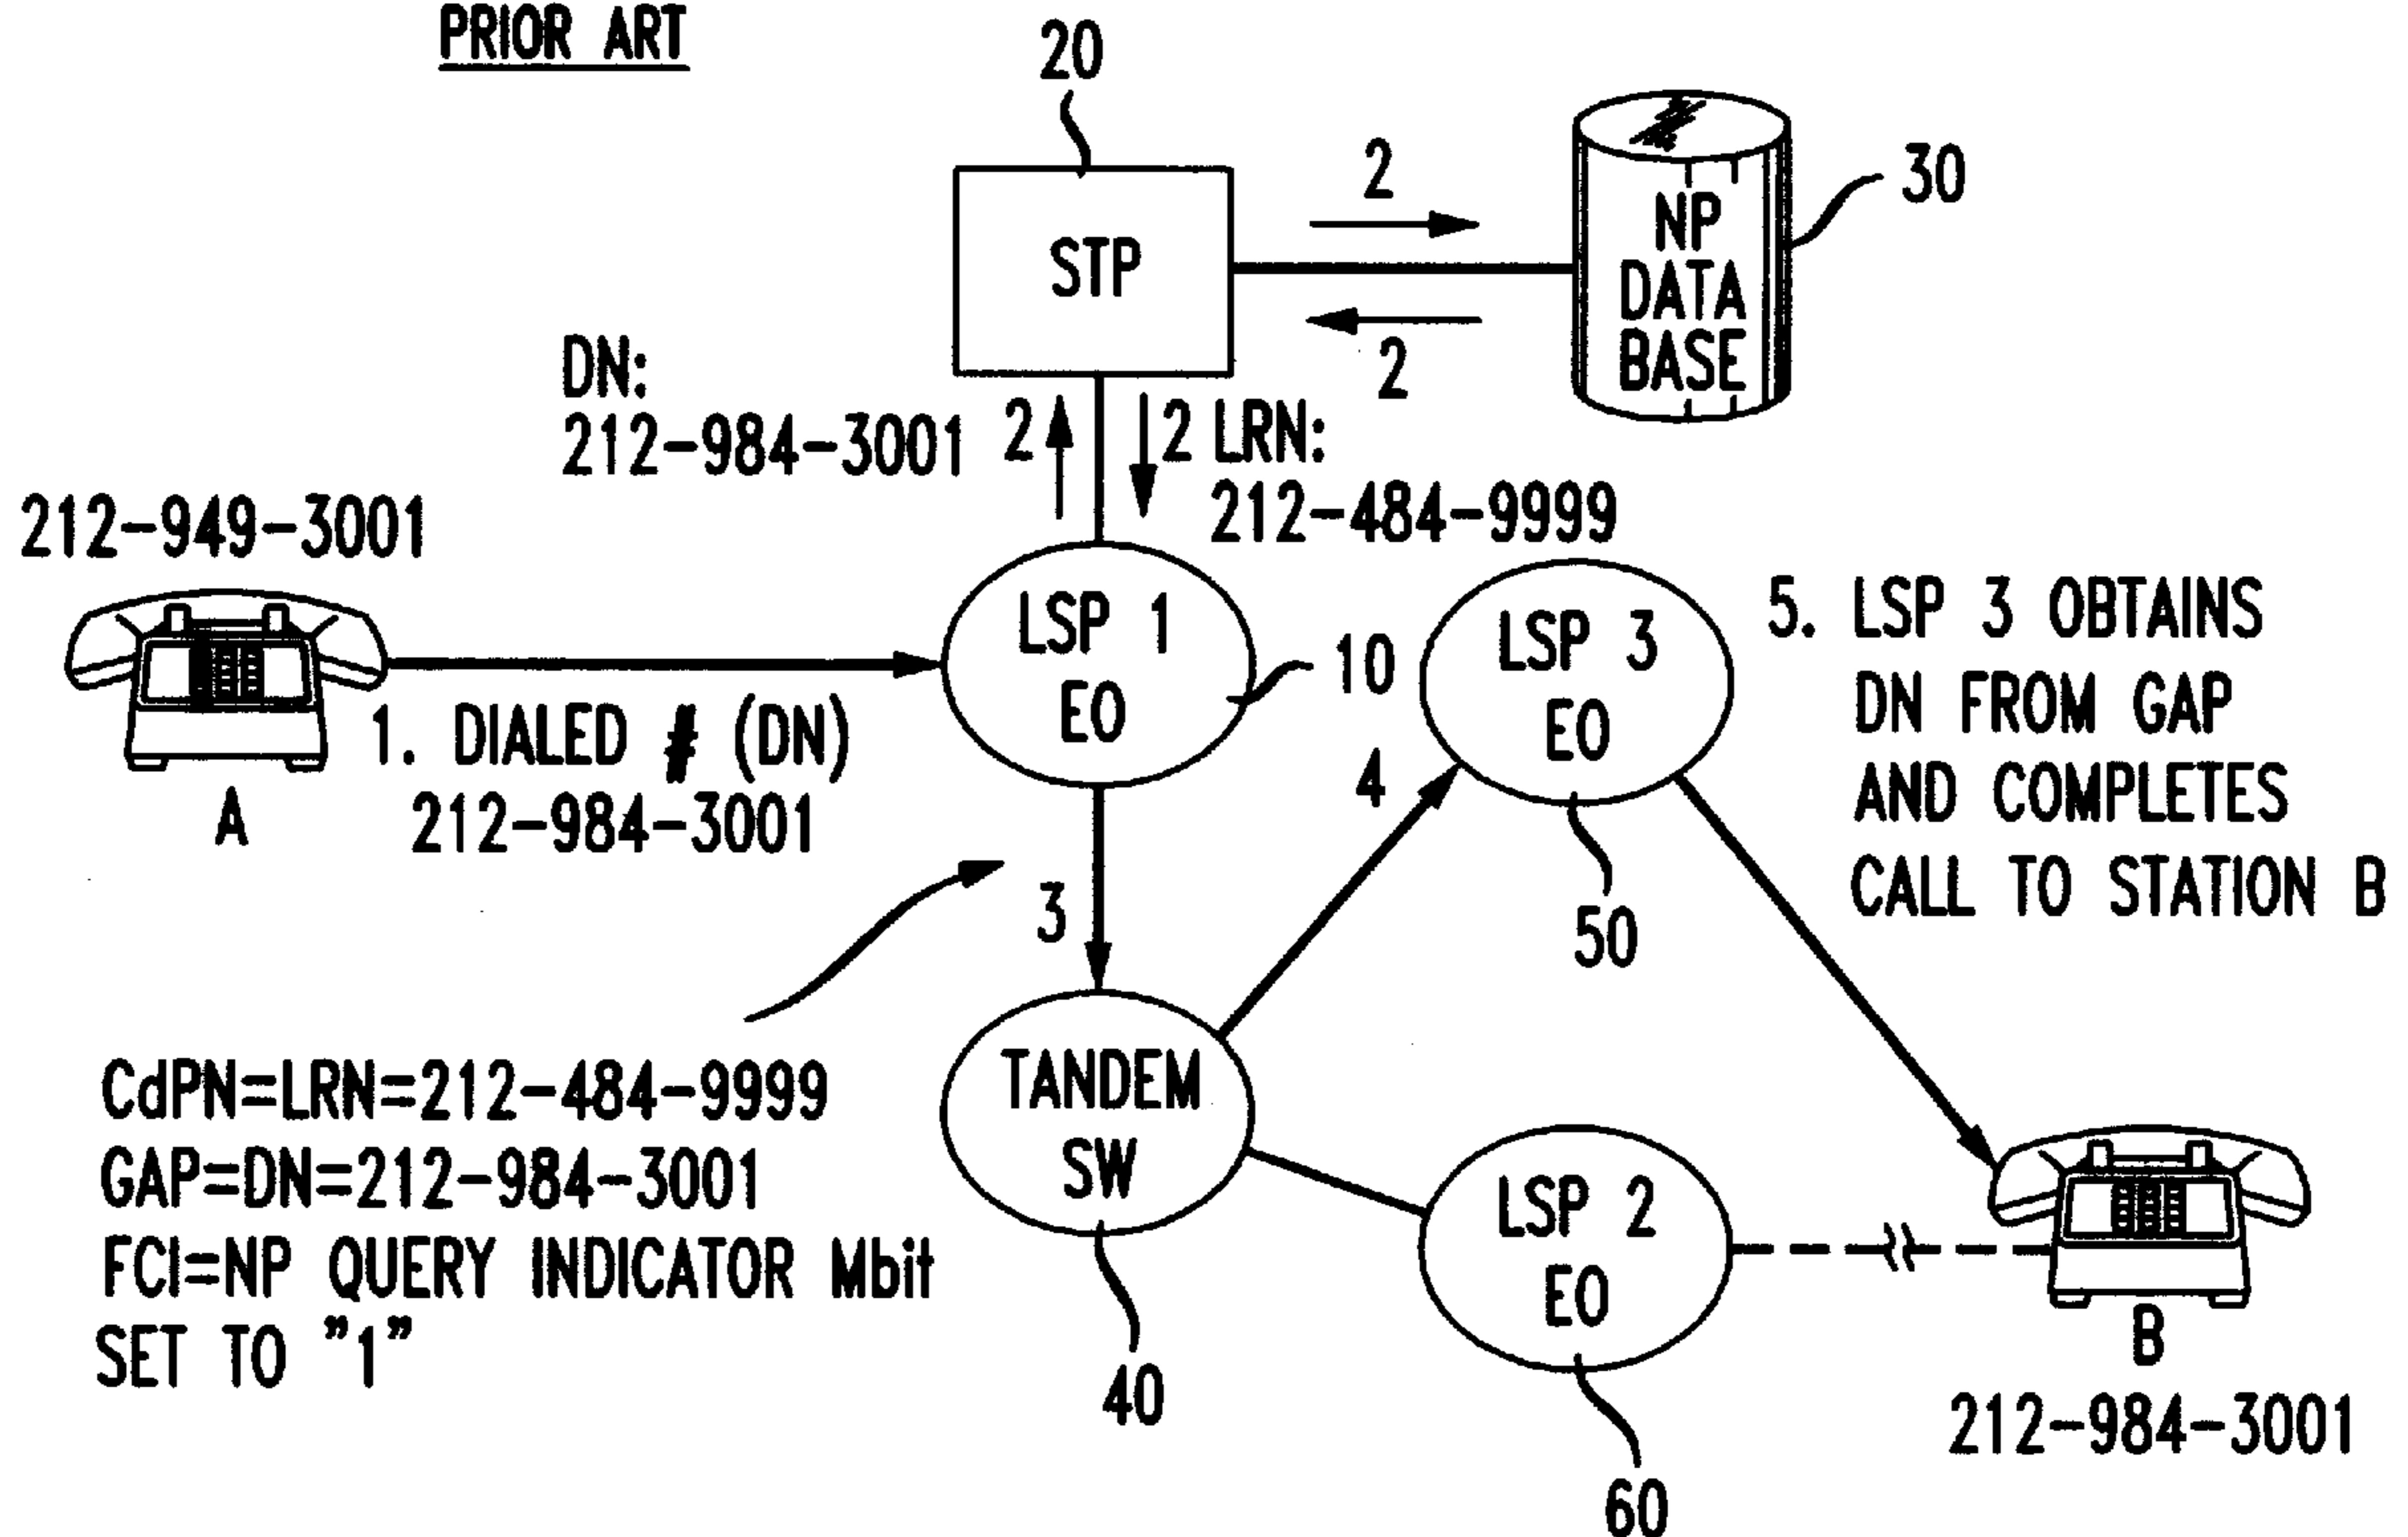 PRIOR ART
20
30
STP
2
2
NP
DATA
BASE
DN:
212-984-3001
2
2
LRN:
212-484-9999
212-949-3001
A
1. DIALED # (DN)
212-984-3001
LSP 1
EO
10
LSP 3
EO
50
5. LSP 3 OBTAINS
DN FROM GAP
AND COMPLETES
CALL TO STATION B
4
3
CdPN=LRN=212-484-9999
GAP=DN=212-984-3001
FCI=NP QUERY INDICATOR Mbit
SET TO "1"
TANDEM
SW
40
LSP 2
EO
60
B
212-984-3001